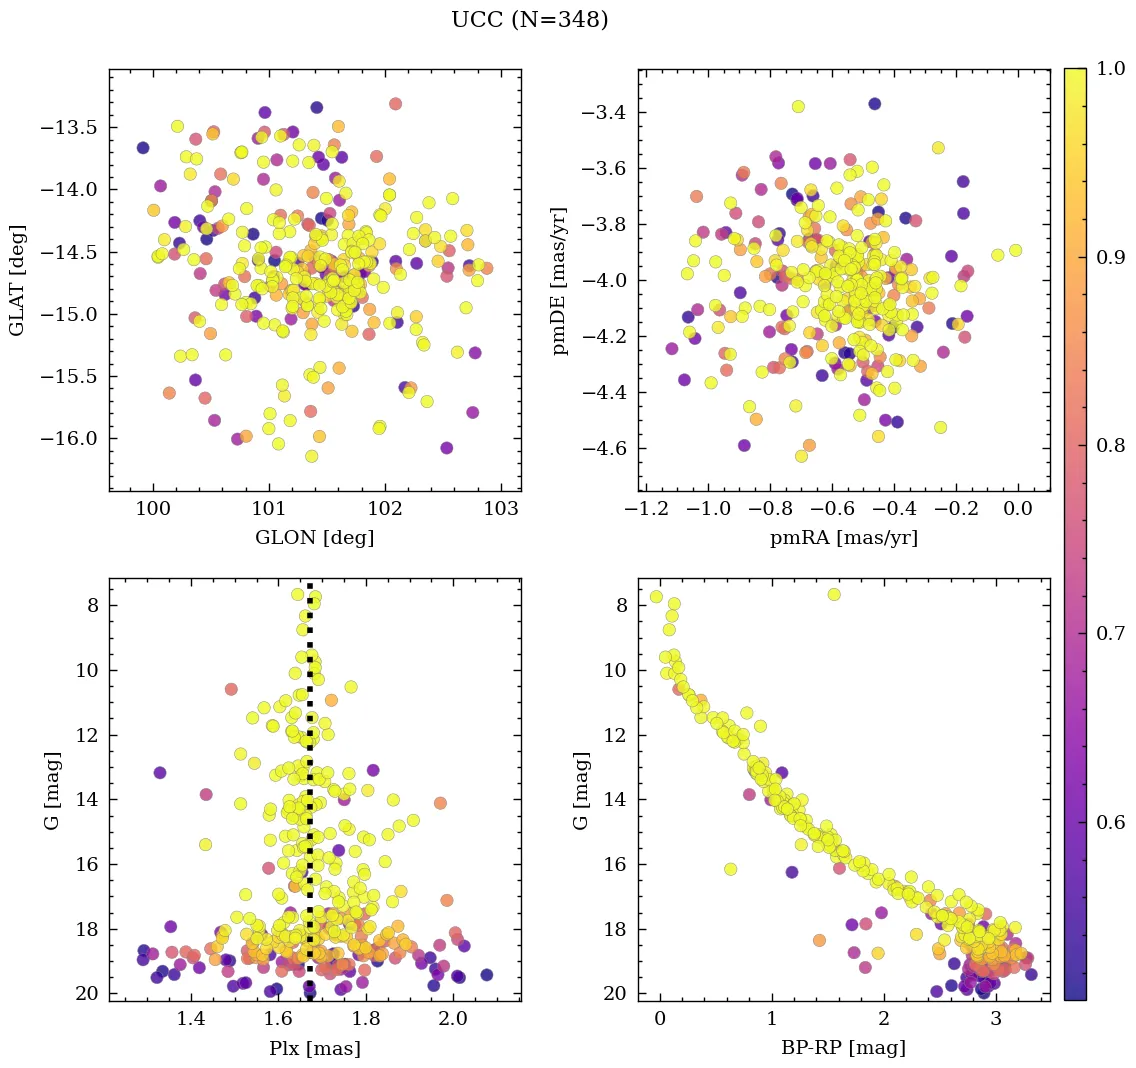 UCC (N=348)
−13.5
−14.0
−14.5
−15.0
−15.5
−16.0
GLAT [deg]
100 101 102 103
GLON [deg]
−3.4
−3.6
−3.8
−4.0
−4.2
−4.4
−4.6
pmDE [mas/yr]
−1.2 −1.0 −0.8 −0.6 −0.4 −0.2 0.0
pmRA [mas/yr]
1.0
0.9
0.8
0.7
0.6
8
10
12
14
16
18
20
G [mag]
1.4 1.6 1.8 2.0
Plx [mas]
8
10
12
14
16
18
20
G [mag]
0 1 2 3
BP-RP [mag]